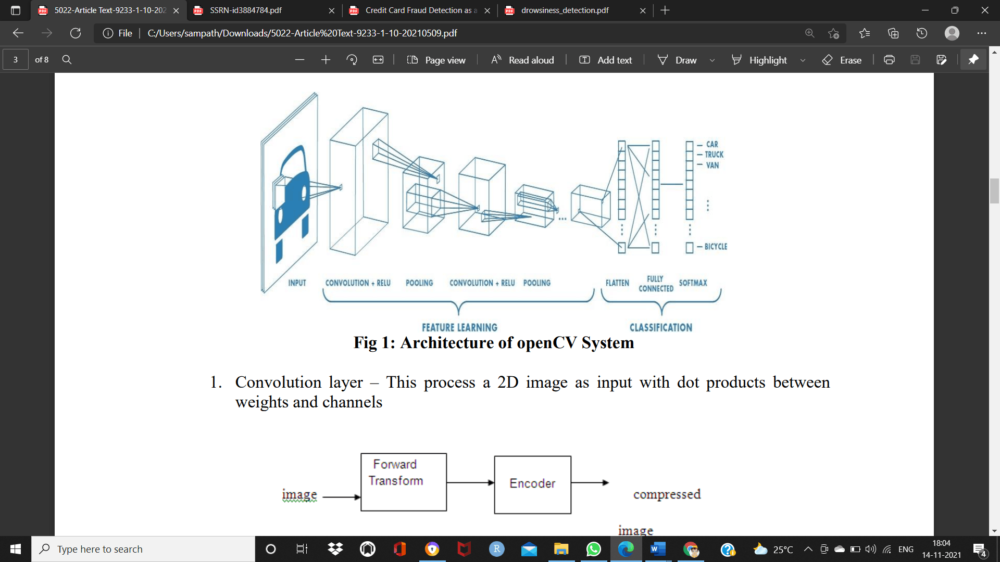 5022-Article Text-9233-1-10-202
SSRN-id3884784.pdf
Credit Card Fraud Detection as a
drowsiness_detection.pdf
File
C:/Users/sampath/Downloads/5022-Article%20Text-9233-1-10-20210509.pdf
3 of 8
Page view
Read aloud
Add text
Draw
Highlight
Erase
CAR
TRUCK
VAN
BICYCLE
INPUT CONVOLUTION + RELU POOLING CONVOLUTION + RELU POOLING FLATTEN FULLY CONNECTED SOFTMAX
FEATURE LEARNING CLASSIFICATION
Fig 1: Architecture of openCV System
1. Convolution layer – This process a 2D image as input with dot products between
weights and channels
Forward
Transform
Encoder
image
compressed
image
Type here to search
25°C
ENG
18:04
14-11-2021
4